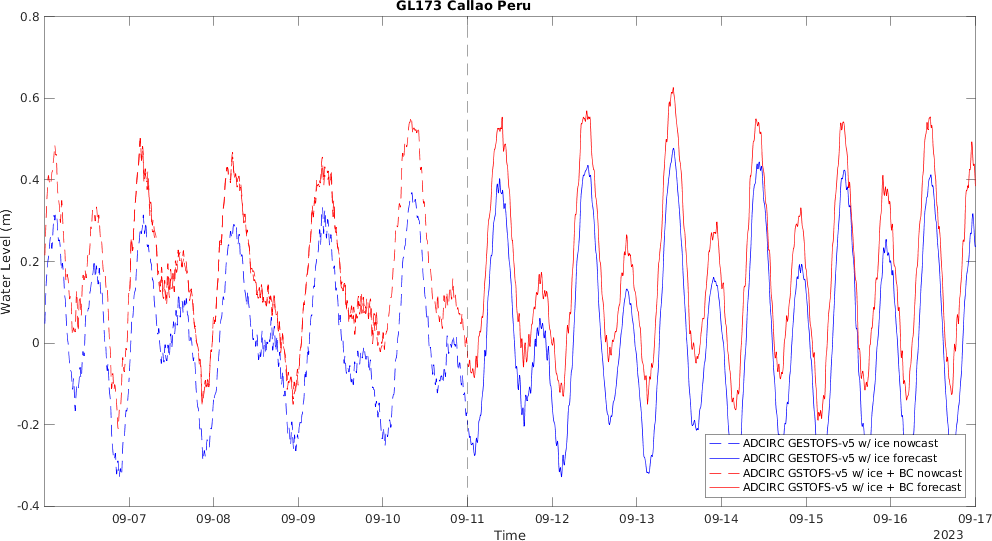 GL173 Callao Peru
0.8
0.6
0.4
0.2
0
-0.2
-0.4
Water Level (m)
ADCIRC GESTOFS-v5 w/ ice nowcast
ADCIRC GESTOFS-v5 w/ ice forecast
ADCIRC GSTOFS-v5 w/ ice + BC nowcast
ADCIRC GSTOFS-v5 w/ ice + BC forecast
09-07 09-08 09-09 09-10 09-11 09-12 09-13 09-14 09-15 09-16 09-17
Time
2023